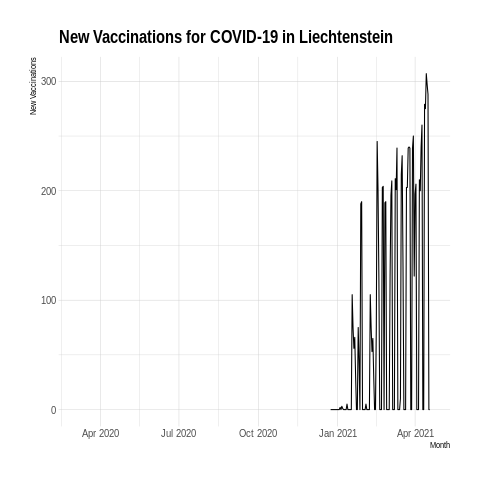 New Vaccinations for COVID-19 in Liechtenstein
New Vaccinations
300
200
100
0
Apr 2020 Jul 2020 Oct 2020 Jan 2021 Apr 2021
Month